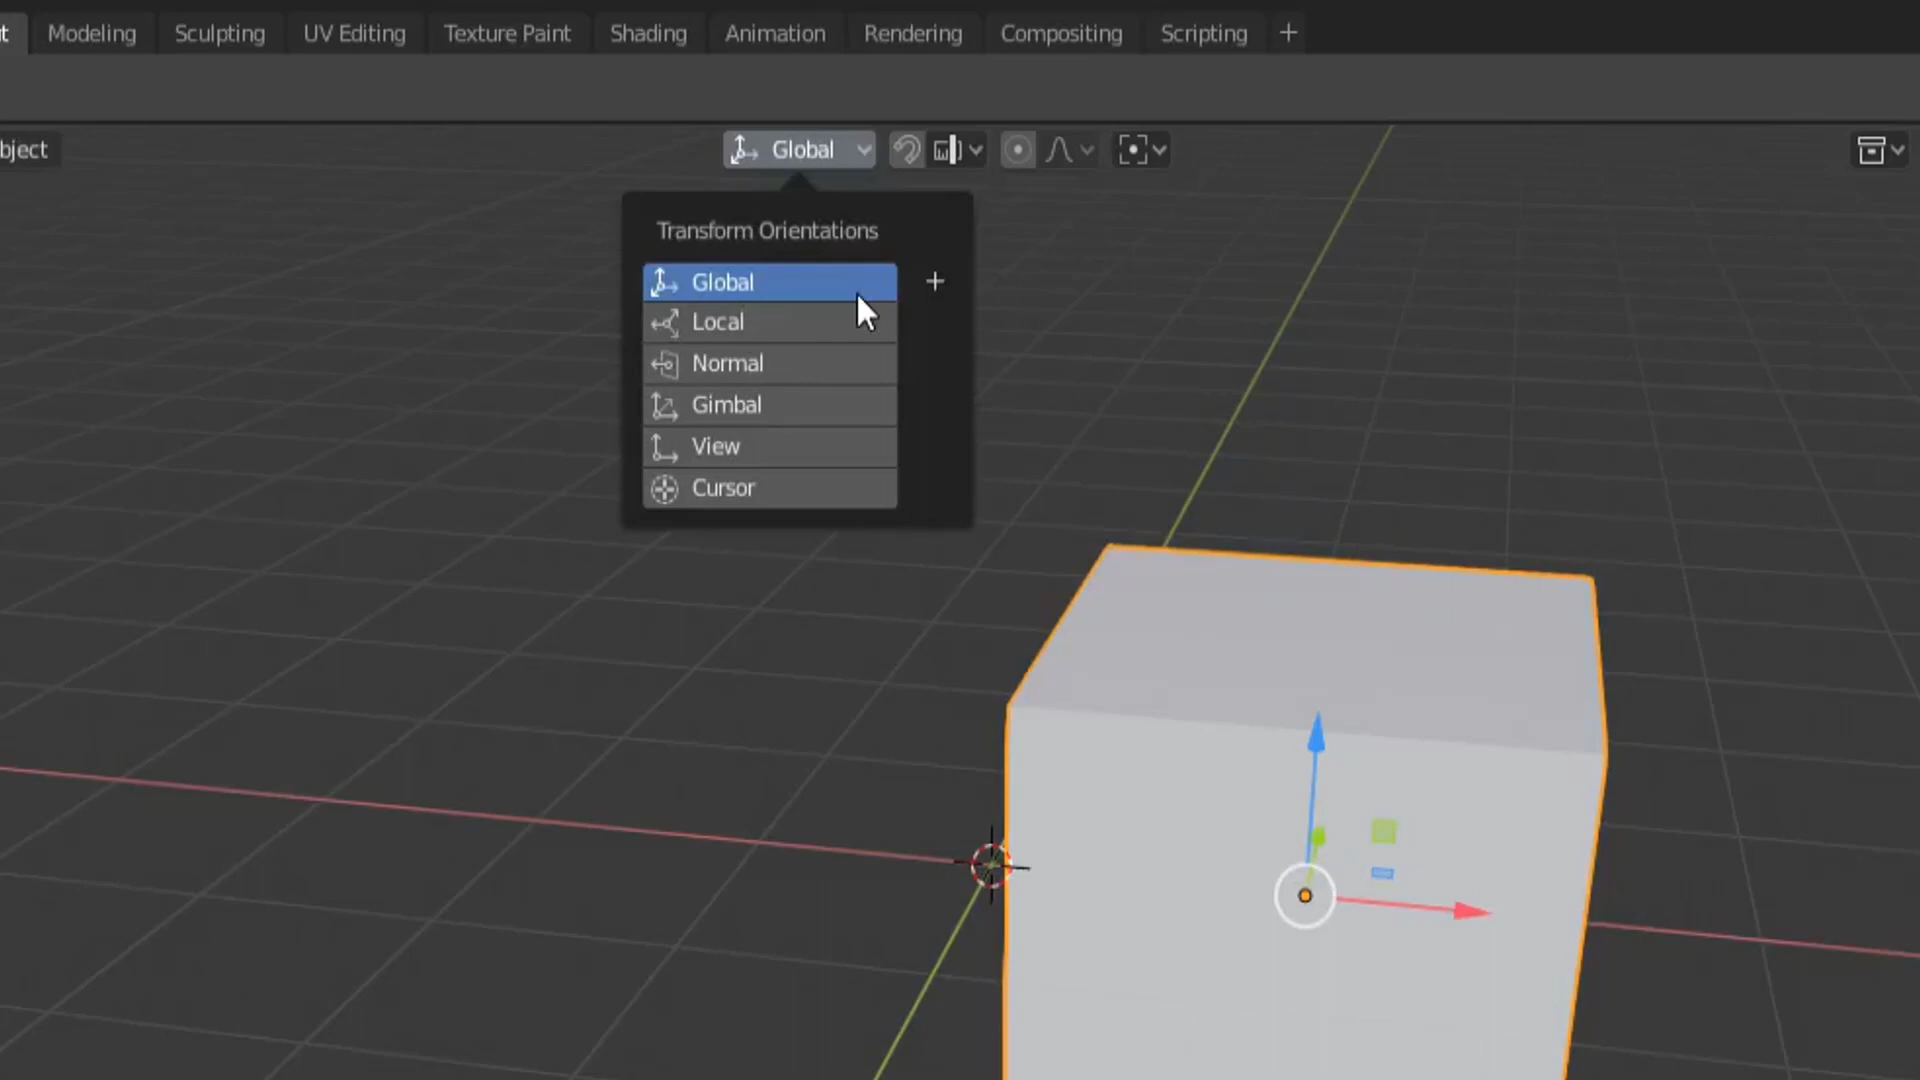 t Modeling Sculpting UV Editing Texture Paint Shading Animation Rendering Compositing Scripting +
bject Global
Transform Orientations
Global +
Local
Normal
Gimbal
View
Cursor